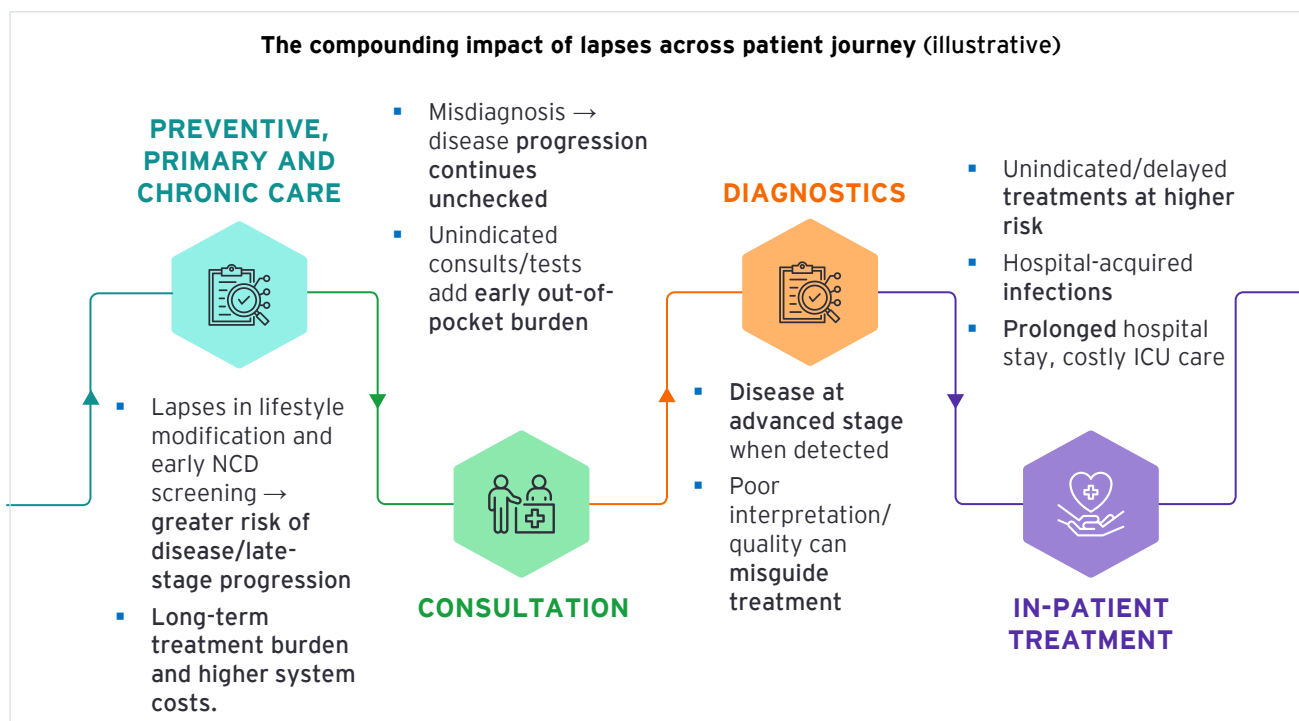 The compounding impact of lapses across patient journey (illustrative)
PREVENTIVE,
PRIMARY AND
CHRONIC CARE
▪ Lapses in lifestyle
modification and
early NCD
screening →
greater risk of
disease/late-
stage progression
▪ Long-term
treatment burden
and higher system
costs.
▪ Misdiagnosis →
disease progression
continues
unchecked
▪ Unindicated
consults/tests
add early out-of-
pocket burden
CONSULTATION
DIAGNOSTICS
▪ Disease at
advanced stage
when detected
▪ Poor
interpretation/
quality can
misguide
treatment
▪ Unindicated/delayed
treatments at higher
risk
▪ Hospital-acquired
infections
▪ Prolonged hospital
stay, costly ICU care
IN-PATIENT
TREATMENT